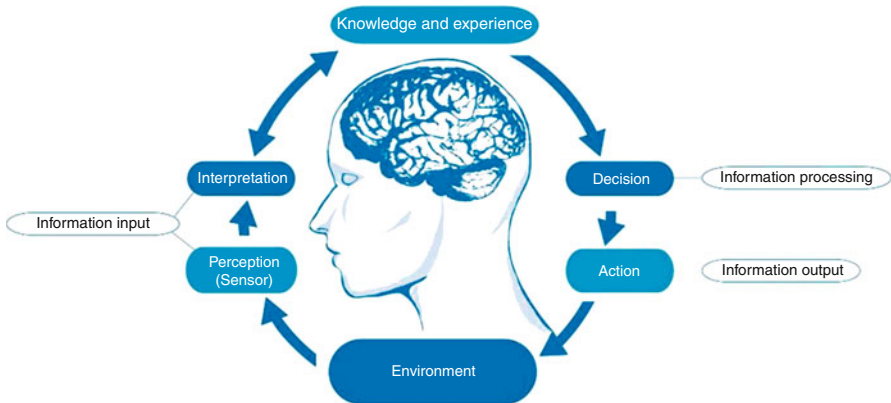 Knowledge and experience
Interpretation
Decision
Information processing
Information input
Perception
(Sensor)
Action
Information output
Environment